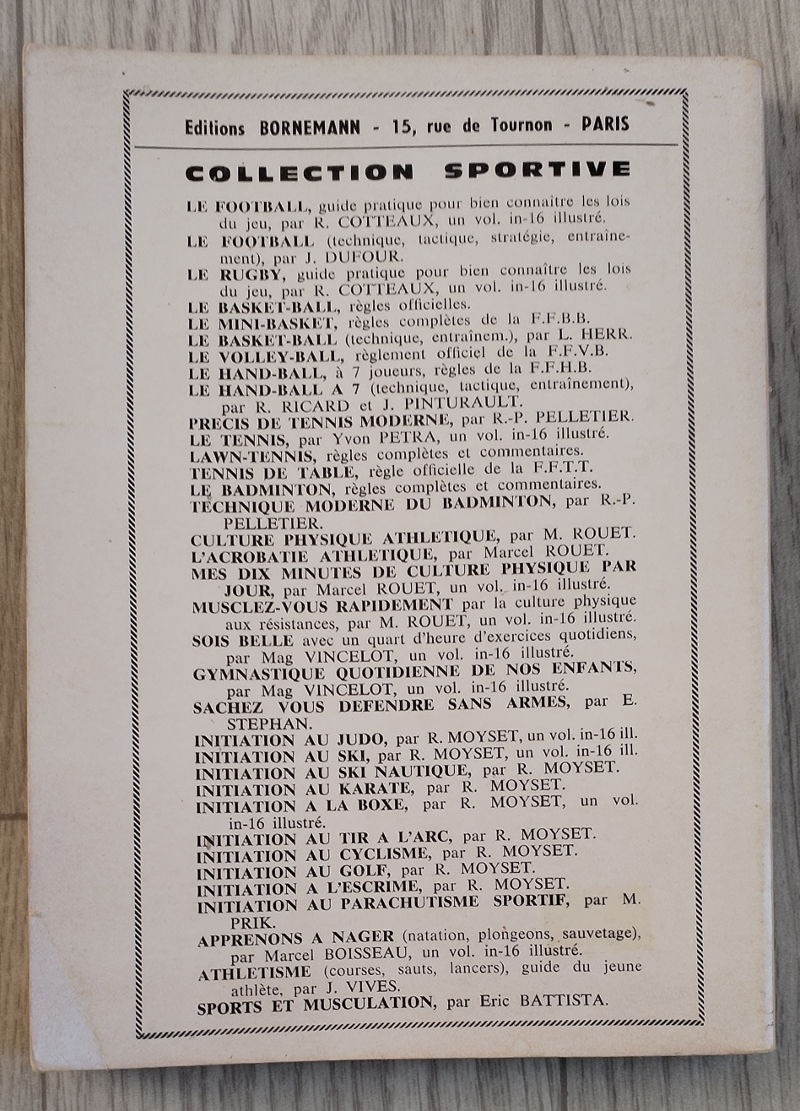 Editions BORNEMANN - 15, rue de Tournon - PARIS
COLLECTION SPORTIVE
LE FOOTBALL, guide pratique pour bien connaître les lois
du jeu, par R. COTTEAUX, un vol. in-16 illustré.
LE FOOTBALL (technique, tactique, stratégie, entraîne-
ment), par J. DUFOUR.
LE RUGBY, guide pratique pour bien connaître les lois
du jeu, par R. COTTEAUX, un vol. in-16 illustré.
LE BASKET-BALL, règles officielles.
LE MINI-BASKET, règles complètes de la F.F.B.B.
LE BASKET-BALL (technique, entraînem.), par L. HERR.
LE VOLLEY-BALL, règlement officiel de la F.F.V.B.
LE HAND-BALL, à 7 joueurs, règles de la F.F.H.B.
LE HAND-BALL A 7 (technique, tactique, entraînement),
par R. RICARD et J. PINTURAULT.
PRECIS DE TENNIS MODERNE, par R.-P. PELLETIER.
LE TENNIS, par Yvon PETRA, un vol. in-16 illustré.
LAWN-TENNIS, règles complètes et commentaires.
TENNIS DE TABLE, règle officielle de la F.F.T.T.
LE BADMINTON, règles complètes et commentaires.
TECHNIQUE MODERNE DU BADMINTON, par R.-P.
PELLETIER.
CULTURE PHYSIQUE ATHLETIQUE, par M. ROUET.
L'ACROBATIE ATHLETIQUE, par Marcel ROUET.
MES DIX MINUTES DE CULTURE PHYSIQUE PAR
JOUR, par Marcel ROUET, un vol. in-16 illustré.
MUSCLEZ-VOUS RAPIDEMENT par la culture physique
aux résistances, par M. ROUET, un vol. in-16 illustré.
SOIS BELLE avec un quart d'heure d'exercices quotidiens,
par Mag VINCELOT, un vol. in-16 illustré.
GYMNASTIQUE QUOTIDIENNE DE NOS ENFANTS,
par Mag VINCELOT, un vol. in-16 illustré.
SACHEZ VOUS DEFENDRE SANS ARMES, par E.
STEPHAN.
INITIATION AU JUDO, par R. MOYSET, un vol. in-16 ill.
INITIATION AU SKI, par R. MOYSET, un vol. in-16 ill.
INITIATION AU SKI NAUTIQUE, par R. MOYSET.
INITIATION AU KARATE, par R. MOYSET.
INITIATION A LA BOXE, par R. MOYSET, un vol.
in-16 illustré.
INITIATION AU TIR A L'ARC, par R. MOYSET.
INITIATION AU CYCLISME, par R. MOYSET.
INITIATION AU GOLF, par R. MOYSET.
INITIATION A L'ESCRIME, par R. MOYSET.
INITIATION AU PARACHUTISME SPORTIF, par M.
PRIK.
APPRENONS A NAGER (natation, plongeons, sauvetage),
par Marcel BOISSEAU, un vol. in-16 illustré.
ATHLETISME (courses, sauts, lancers), guide du jeune
athlète, par J. VIVES.
SPORTS ET MUSCULATION, par Eric BATTISTA.